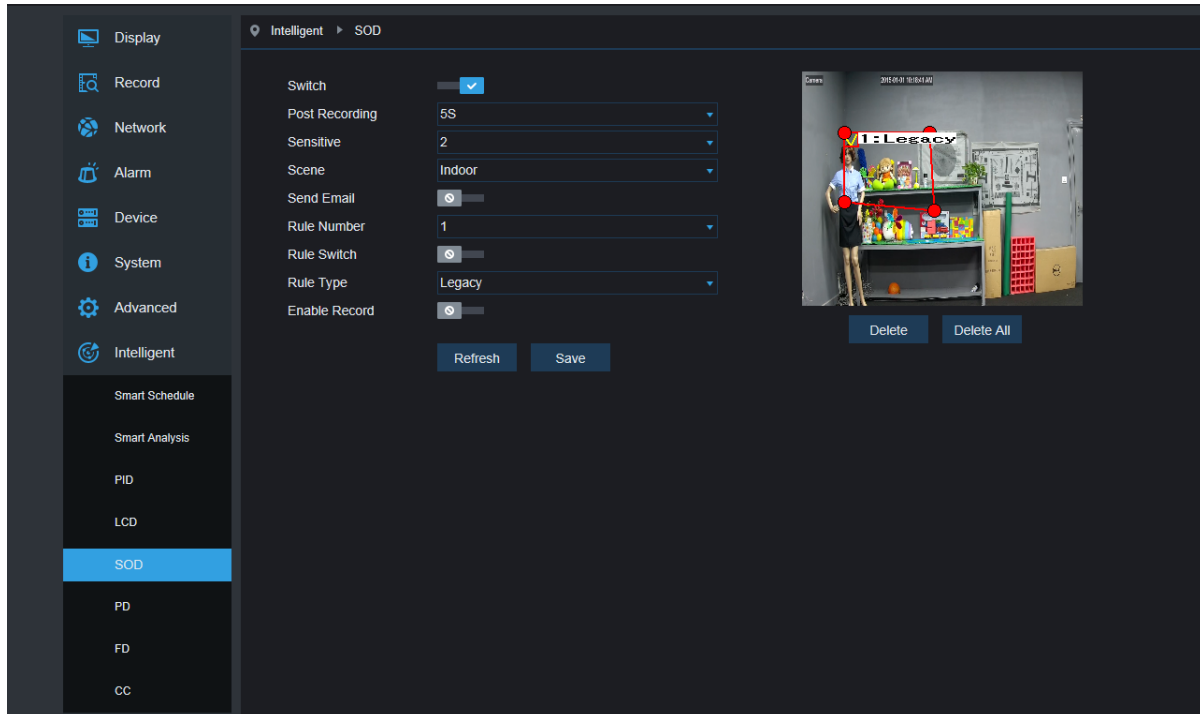 Display
Record
Network
Alarm
Device
System
Advanced
Intelligent
Smart Schedule
Smart Analysis
PID
LCD
SOD
PD
FD
CC
Intelligent SOD
Switch
Post Recording 5S
Sensitive 2
Scene Indoor
Send Email
Rule Number 1
Rule Switch
Rule Type Legacy
Enable Record
Refresh Save
Camera
1:Legacy
Delete Delete All